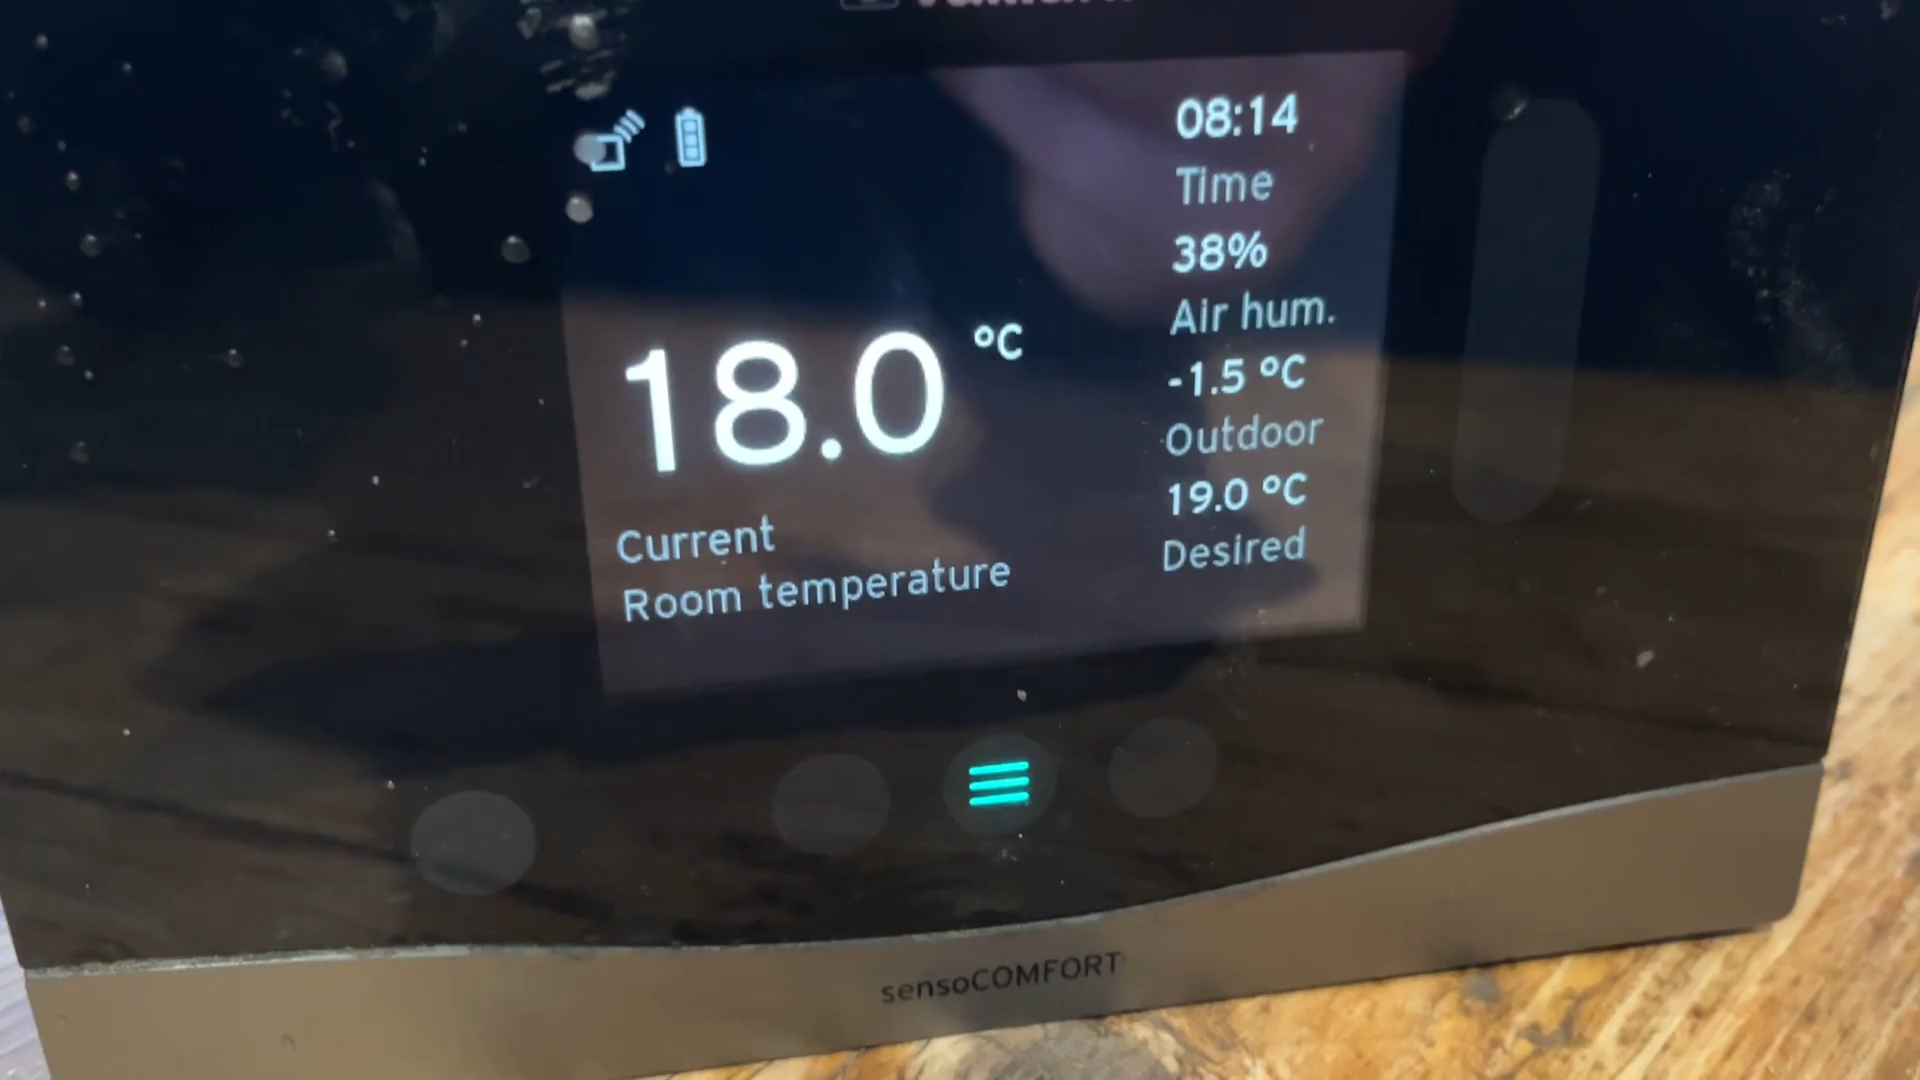 18.0 °C
Current
Room temperature
08:14
Time
38%
Air hum.
-1.5 °C
Outdoor
19.0 °C
Desired
sensoCOMFORT